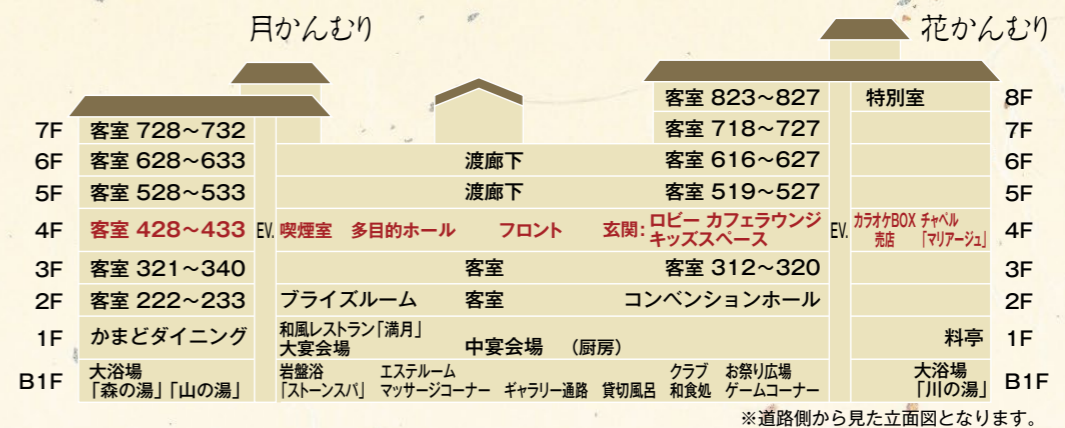 月かんむり
花かんむり
客室 823～827 特別室 8F
7F 客室 728～732 客室 718～727 7F
6F 客室 628～633 渡廊下 客室 616～627 6F
5F 客室 528～533 渡廊下 客室 519～527 5F
4F 客室 428～433 EV. 喫煙室 多目的ホール フロント 玄関: ロビー カフェラウンジ
キッズスペース EV. カラオケBOX チャペル
売店 「マリアージュ」 4F
3F 客室 321～340 客室 客室 312～320 3F
2F 客室 222～233 ブライズルーム 客室 コンベンションホール 2F
1F かまどダイニング 和風レストラン「満月」
大宴会場 中宴会場 (厨房) 料亭 1F
B1F 大浴場
「森の湯」「山の湯」
岩盤浴
「ストーンスパ」
エステルーム
マッサージコーナー ギャラリー通路 貸切風呂
クラブ
和食処
お祭り広場
ゲームコーナー
大浴場
「川の湯」 B1F
※道路側から見た立面図となります。